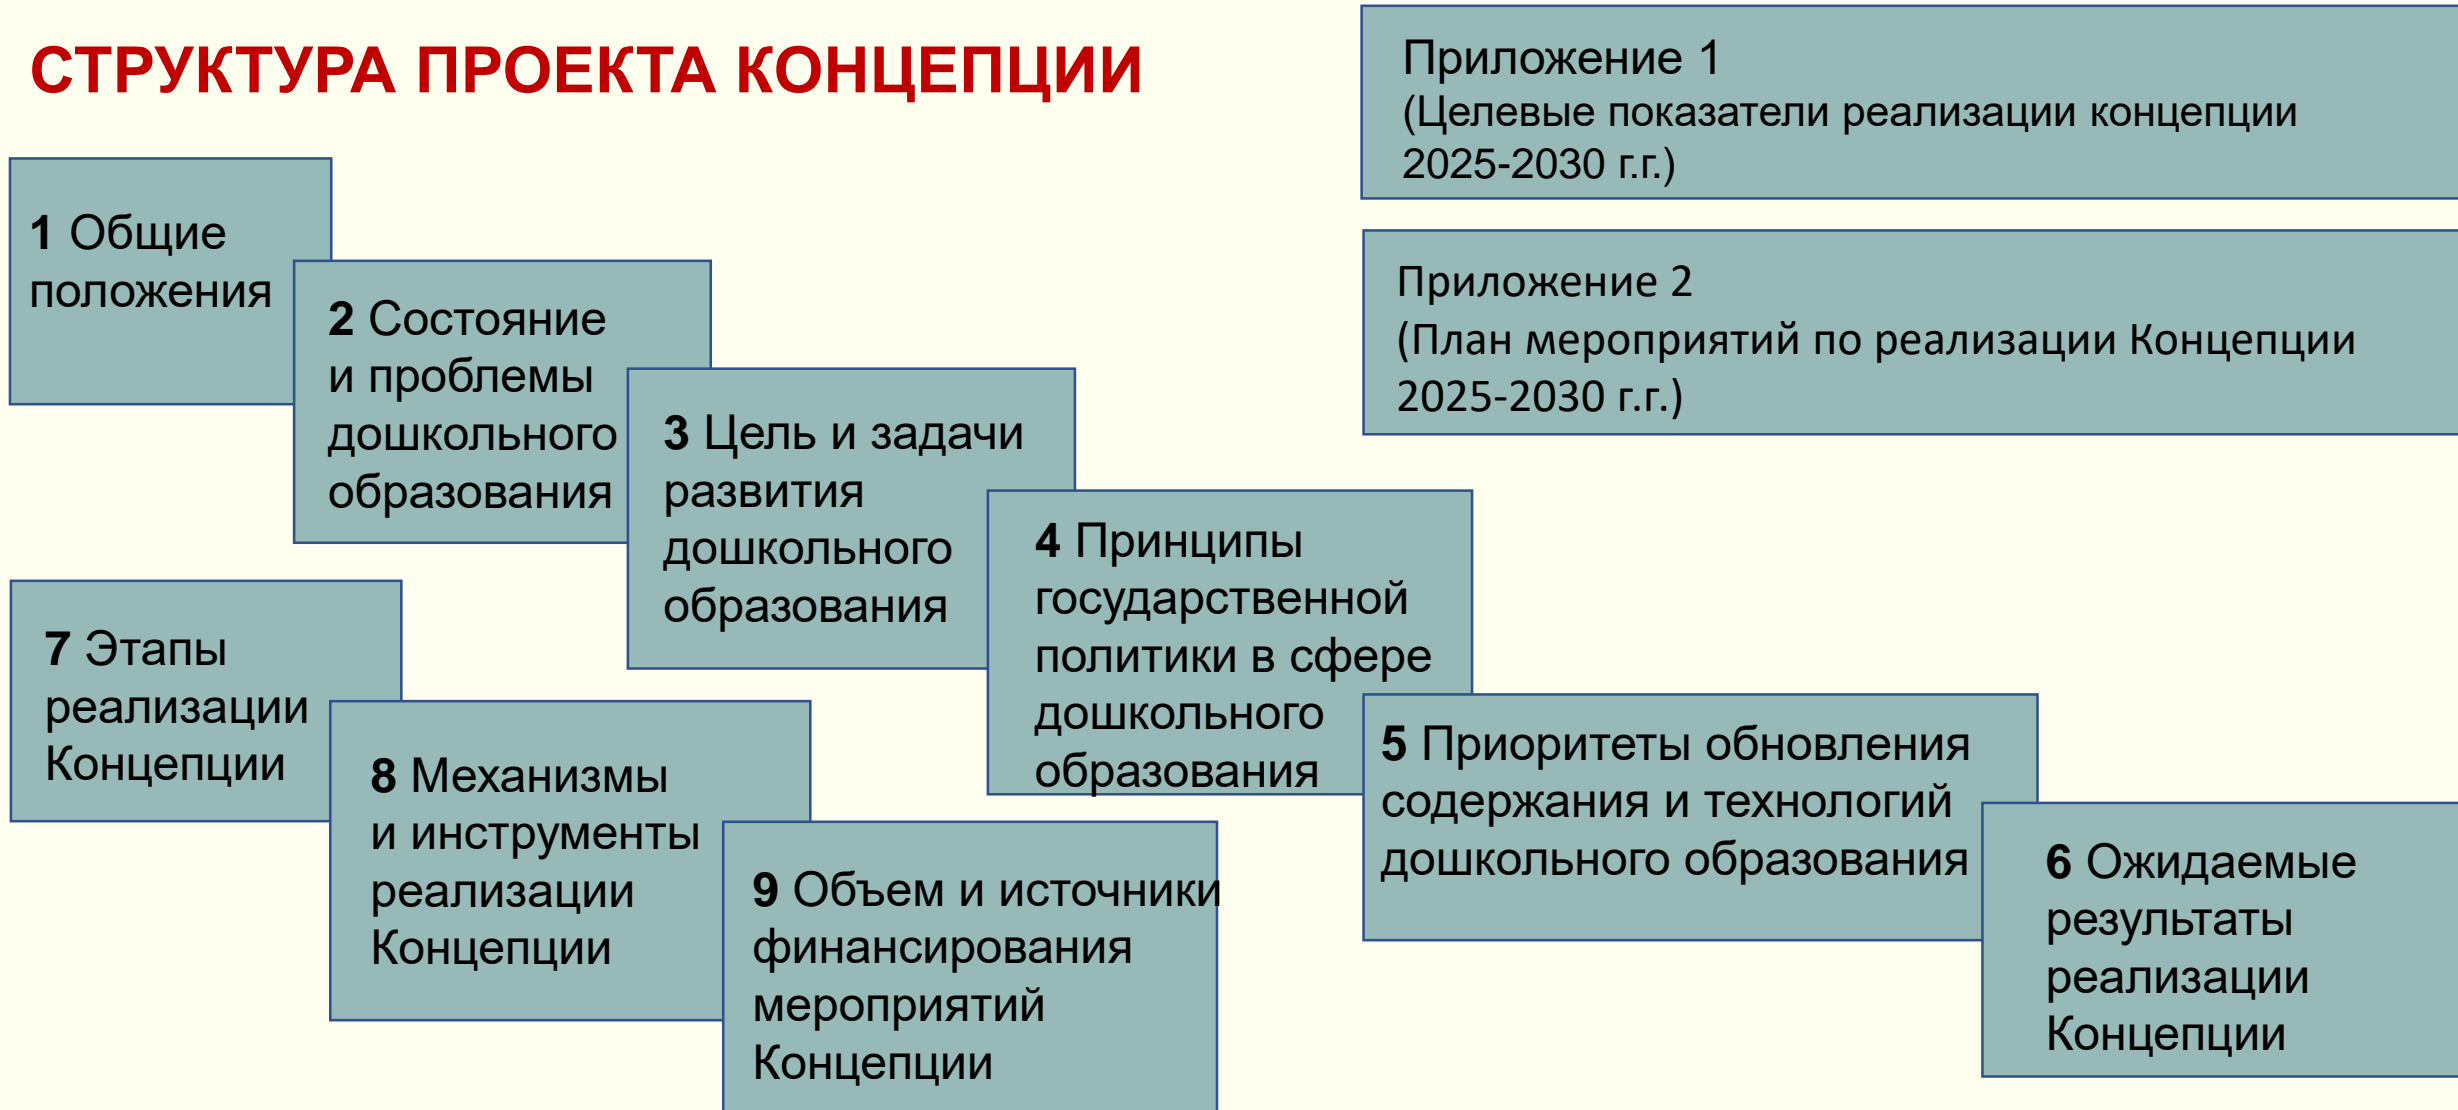 СТРУКТУРА ПРОЕКТА КОНЦЕПЦИИ
Приложение 1
(Целевые показатели реализации концепции
2025-2030 г.г.)
Приложение 2
(План мероприятий по реализации Концепции
2025-2030 г.г.)
1 Общие
положения
2 Состояние
и проблемы
дошкольного
образования
3 Цель и задачи
развития
дошкольного
образования
4 Принципы
государственной
политики в сфере
дошкольного
образования
5 Приоритеты обновления
содержания и технологий
дошкольного образования
6 Ожидаемые
результаты
реализации
Концепции
7 Этапы
реализации
Концепции
8 Механизмы
и инструменты
реализации
Концепции
9 Объем и источники
финансирования
мероприятий
Концепции